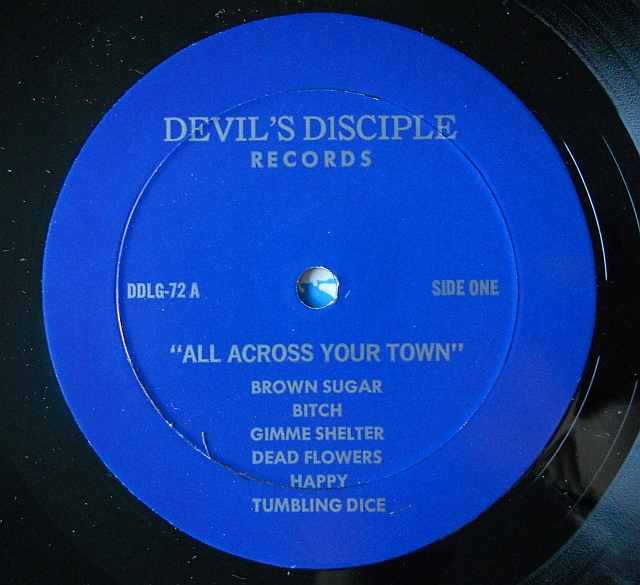 DEVIL'S D1SCIPLE
RECORDS
DDLG-72 A
SIDE ONE
"ALL ACROSS YOUR TOWN"
BROWN SUGAR
BITCH
GIMME SHELTER
DEAD FLOWERS
HAPPY
TUMBLING DICE